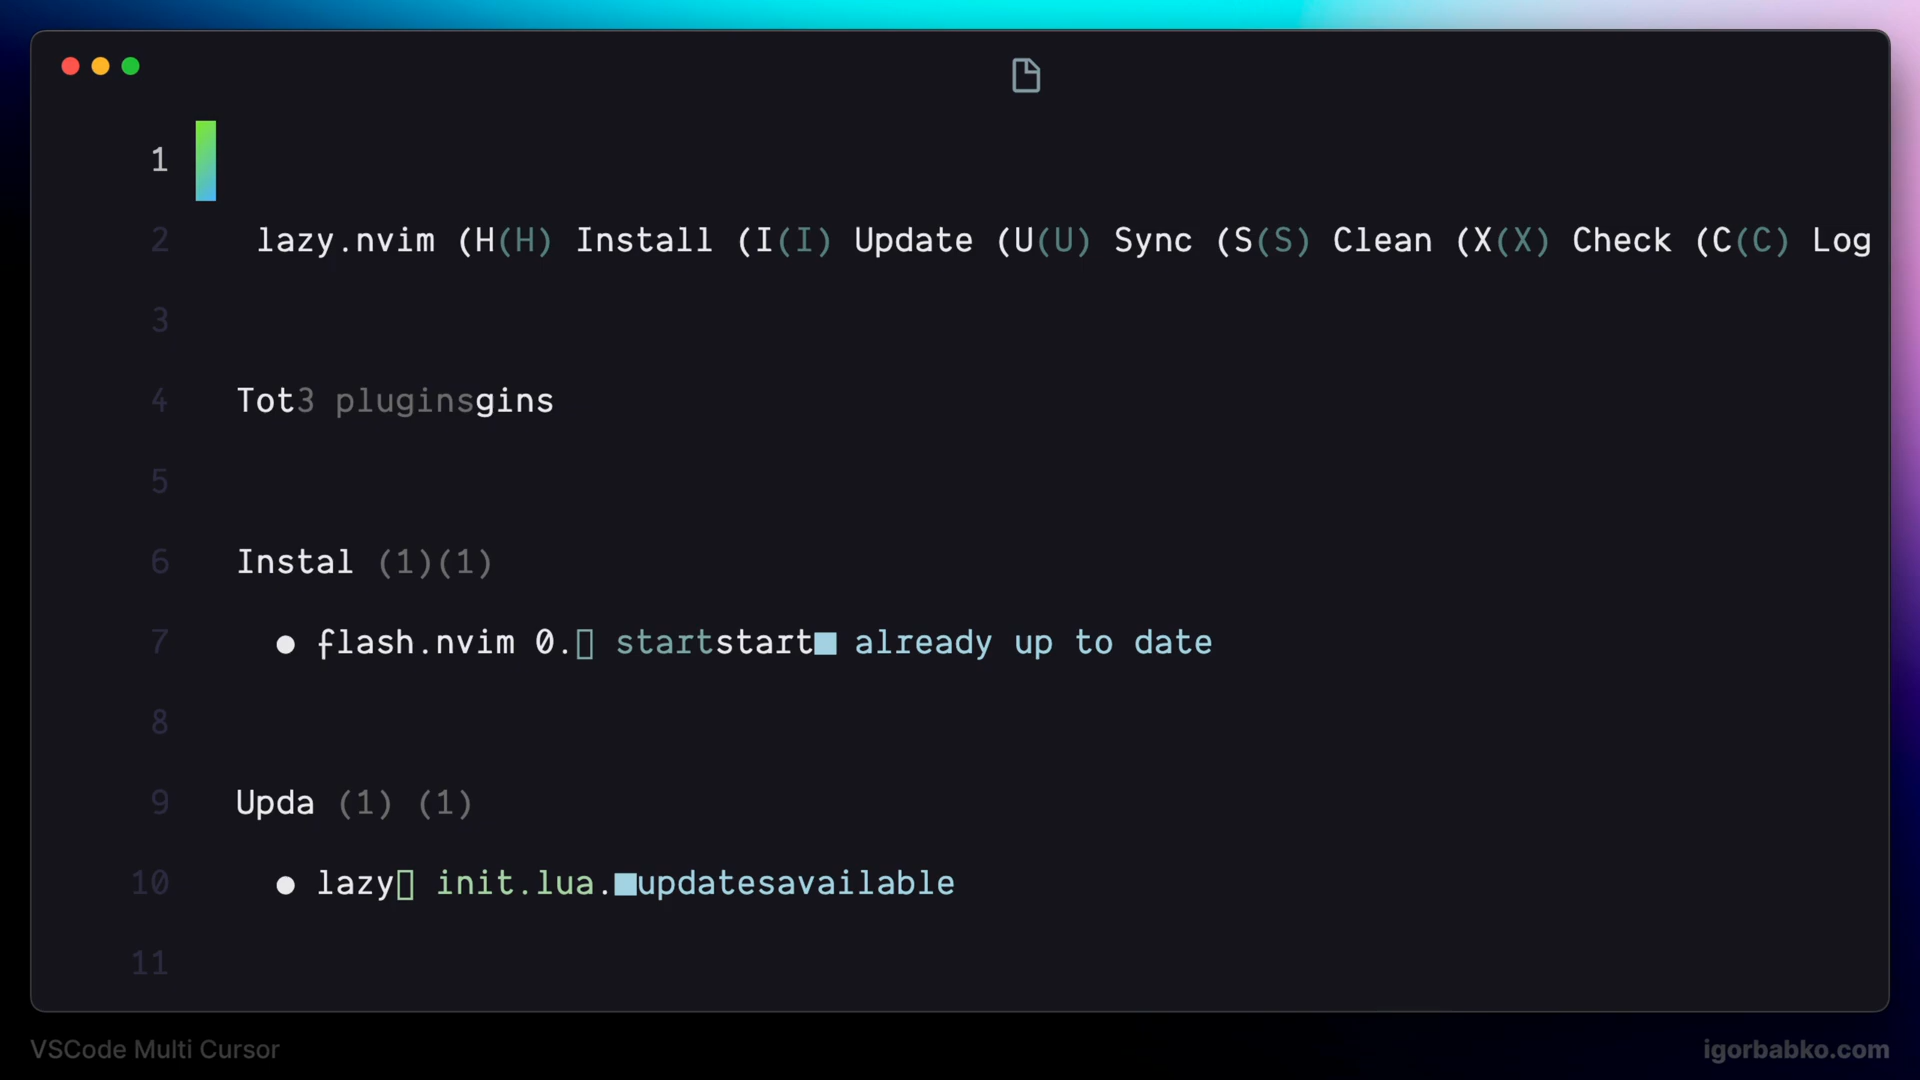 1
2 lazy.nvim (H(H) Install (I(I) Update (U(U) Sync (S(S) Clean (X(X) Check (C(C) Log
3
4 Tot3 pluginsgins
5
6 Instal (1)(1)
7 ● flash.nvim 0.▯ startstart■ already up to date
8
9 Upda (1) (1)
10 ● lazy▯ init.lua.■updatesavailable
11
VSCode Multi Cursor
igorbabko.com